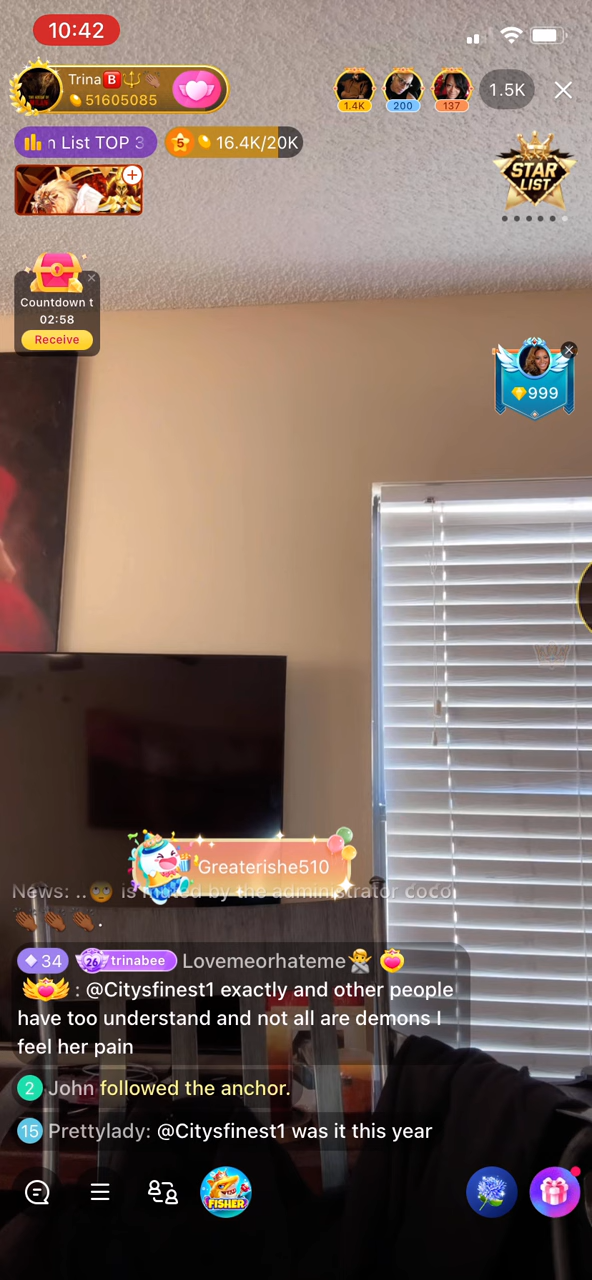 10:42
Trina🅱️🔱👏🏾
51605085
1.4K
200
137
1.5K
n List TOP 3
5
16.4K/20K
STAR
LIST
Countdown t
02:58
Receive
999
Greaterishe510
News: ..🥺 is muted by the administrator coco
👏🏾👏🏾👏🏾.
34 26 trinabee Lovemeorhateme
: @Citysfinest1 exactly and other people
have too understand and not all are demons I
feel her pain
2 John followed the anchor.
15 Prettylady: @Citysfinest1 was it this year
FISHER